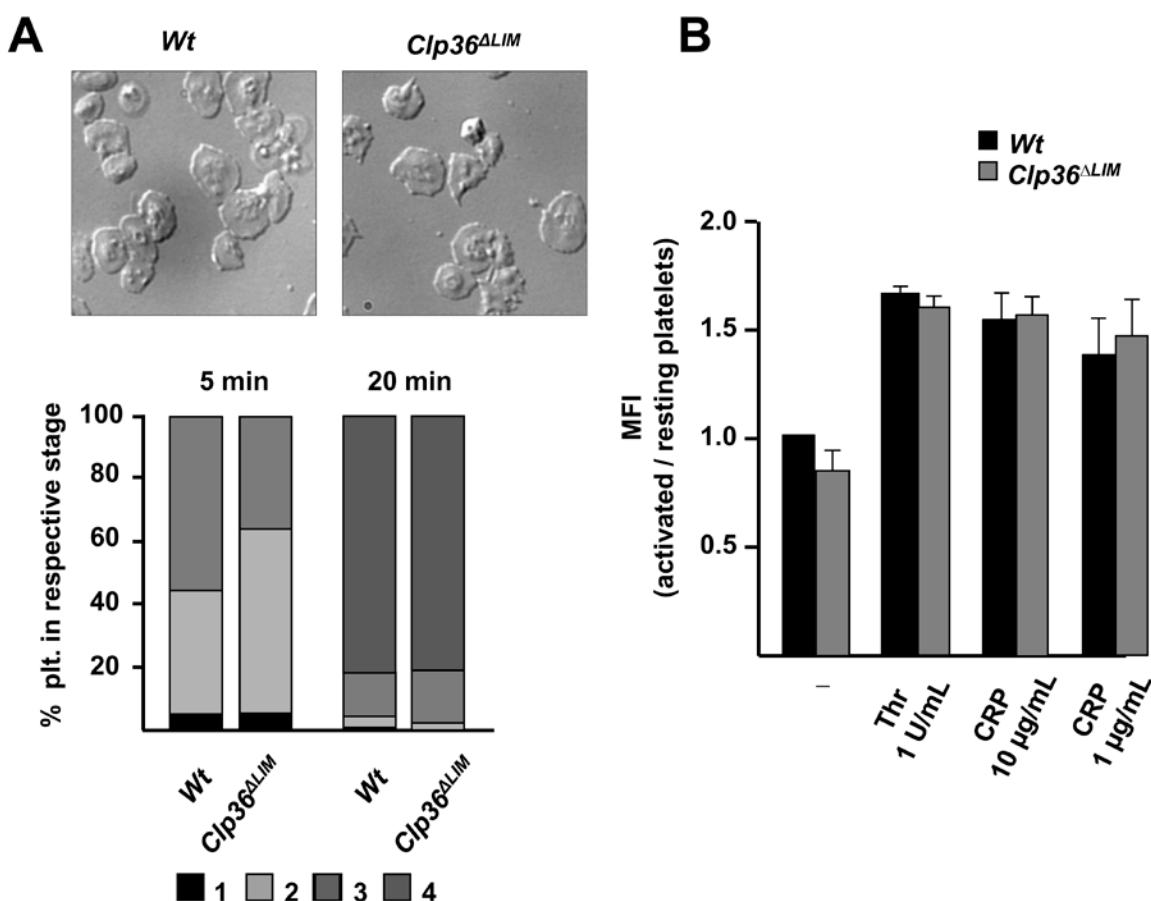 A
Wt
Clp36ΔLIM
5 min
20 min
% plt. in respective stage
100
80
60
40
20
Wt
Clp36ΔLIM
Wt
Clp36ΔLIM
1 2 3 4
B
Wt
Clp36ΔLIM
MFI
(activated / resting platelets)
2.0
1.5
1.0
0.5
–
Thr
1 U/mL
CRP
10 µg/mL
CRP
1 µg/mL